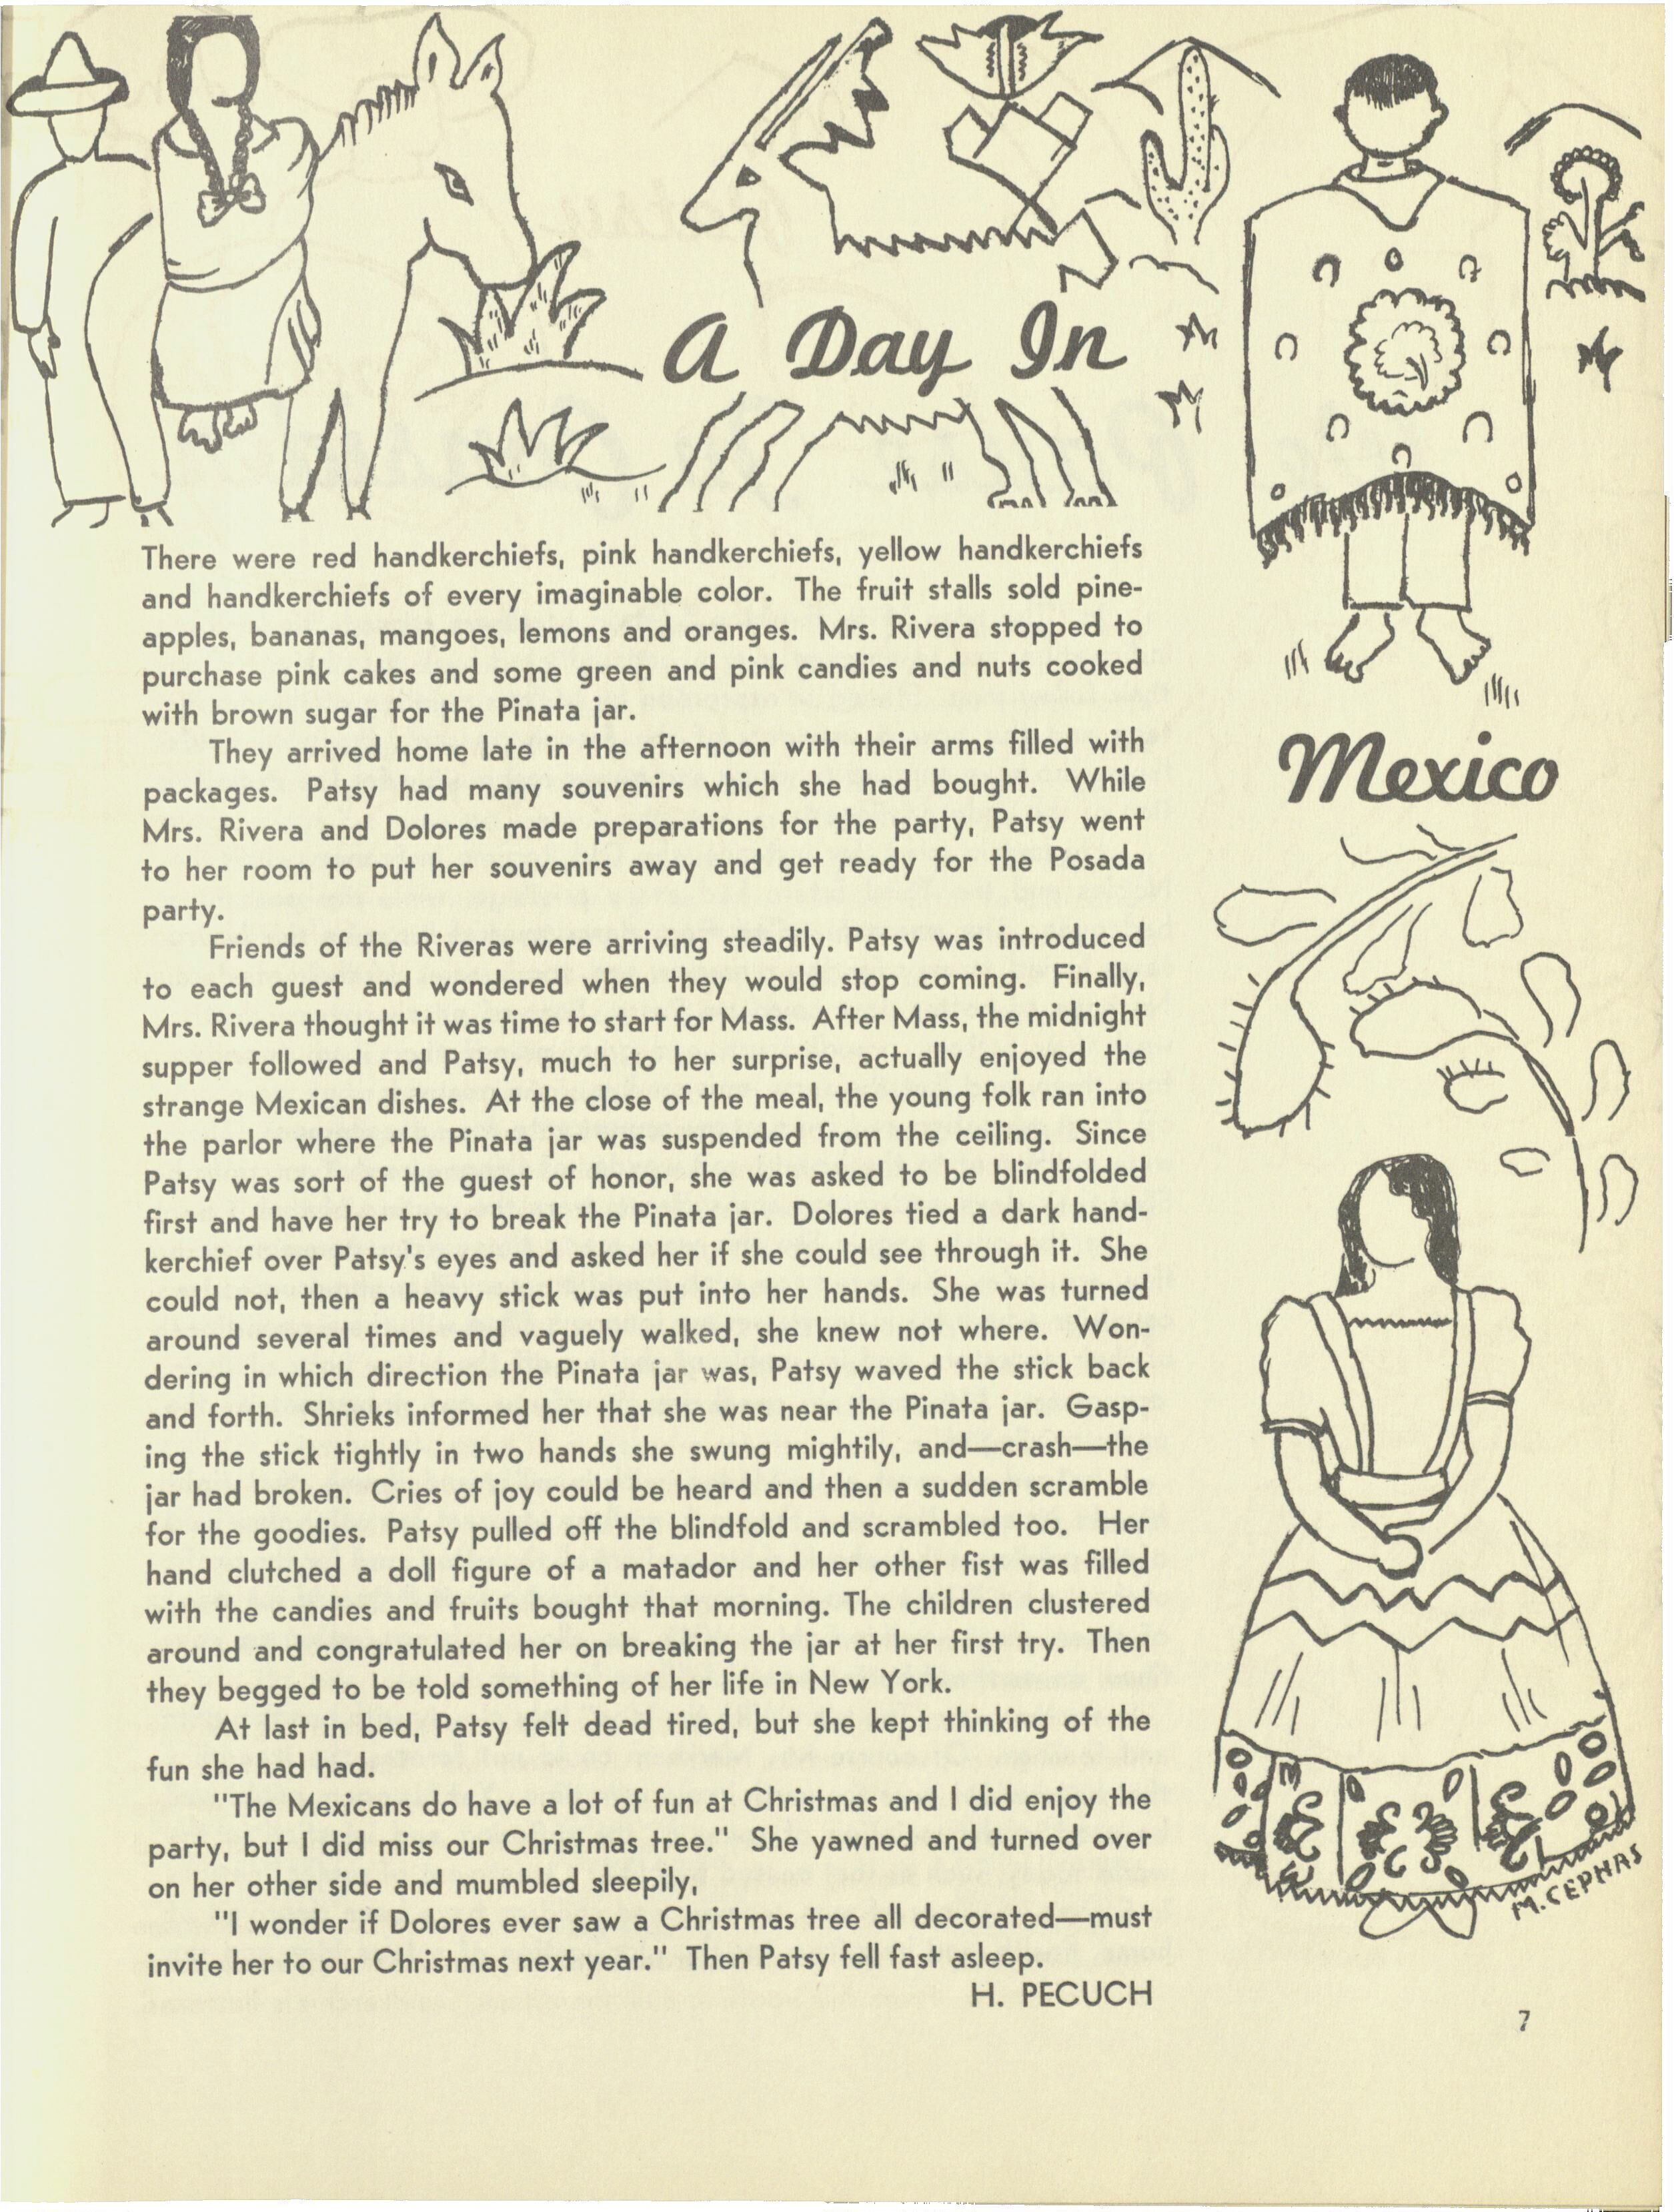 A Day In
Mexico
There were red handkerchiefs, pink handkerchiefs, yellow handkerchiefs
and handkerchiefs of every imaginable color. The fruit stalls sold pine-
apples, bananas, mangoes, lemons and oranges. Mrs. Rivera stopped to
purchase pink cakes and some green and pink candies and nuts cooked
with brown sugar for the Pinata jar.
They arrived home late in the afternoon with their arms filled with
packages. Patsy had many souvenirs which she had bought. While
Mrs. Rivera and Dolores made preparations for the party, Patsy went
to her room to put her souvenirs away and get ready for the Posada
party.
Friends of the Riveras were arriving steadily. Patsy was introduced
to each guest and wondered when they would stop coming. Finally,
Mrs. Rivera thought it was time to start for Mass. After Mass, the midnight
supper followed and Patsy, much to her surprise, actually enjoyed the
strange Mexican dishes. At the close of the meal, the young folk ran into
the parlor where the Pinata jar was suspended from the ceiling. Since
Patsy was sort of the guest of honor, she was asked to be blindfolded
first and have her try to break the Pinata jar. Dolores tied a dark hand-
kerchief over Patsy's eyes and asked her if she could see through it. She
could not, then a heavy stick was put into her hands. She was turned
around several times and vaguely walked, she knew not where. Won-
dering in which direction the Pinata jar was, Patsy waved the stick back
and forth. Shrieks informed her that she was near the Pinata jar. Gasp-
ing the stick tightly in two hands she swung mightily, and—crash—the
jar had broken. Cries of joy could be heard and then a sudden scramble
for the goodies. Patsy pulled off the blindfold and scrambled too. Her
hand clutched a doll figure of a matador and her other fist was filled
with the candies and fruits bought that morning. The children clustered
around and congratulated her on breaking the jar at her first try. Then
they begged to be told something of her life in New York.
At last in bed, Patsy felt dead tired, but she kept thinking of the
fun she had had.
"The Mexicans do have a lot of fun at Christmas and I did enjoy the
party, but I did miss our Christmas tree." She yawned and turned over
on her other side and mumbled sleepily,
"I wonder if Dolores ever saw a Christmas tree all decorated—must
invite her to our Christmas next year." Then Patsy fell fast asleep.
H. PECUCH
M. CEPHAS
7